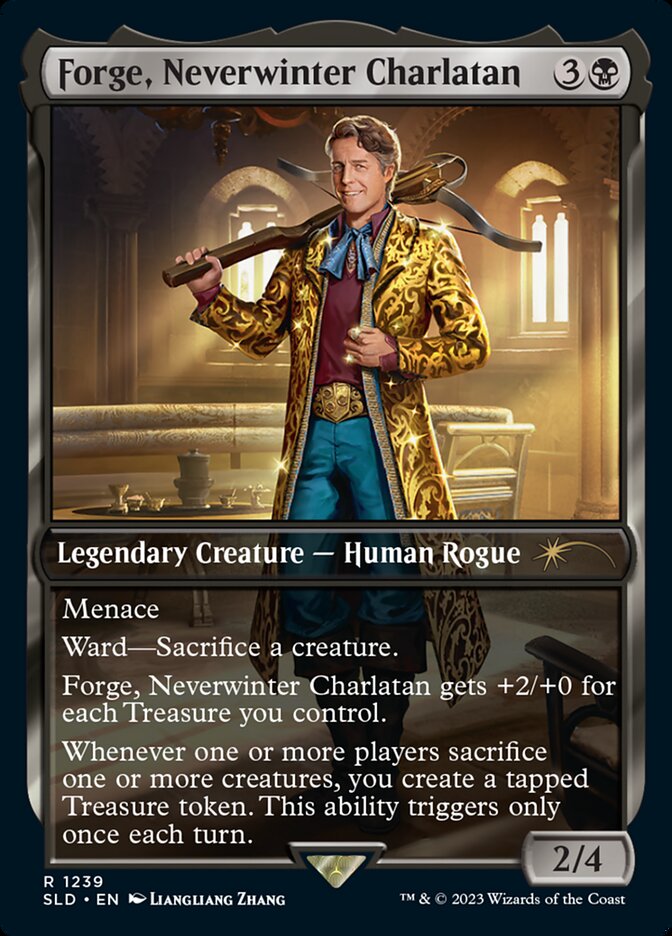 Forge, Neverwinter Charlatan 3
Legendary Creature — Human Rogue
Menace
Ward—Sacrifice a creature.
Forge, Neverwinter Charlatan gets +2/+0 for
each Treasure you control.
Whenever one or more players sacrifice
one or more creatures, you create a tapped
Treasure token. This ability triggers only
once each turn.
2/4
R 1239
SLD • EN Liangliang Zhang
™ & © 2023 Wizards of the Coast